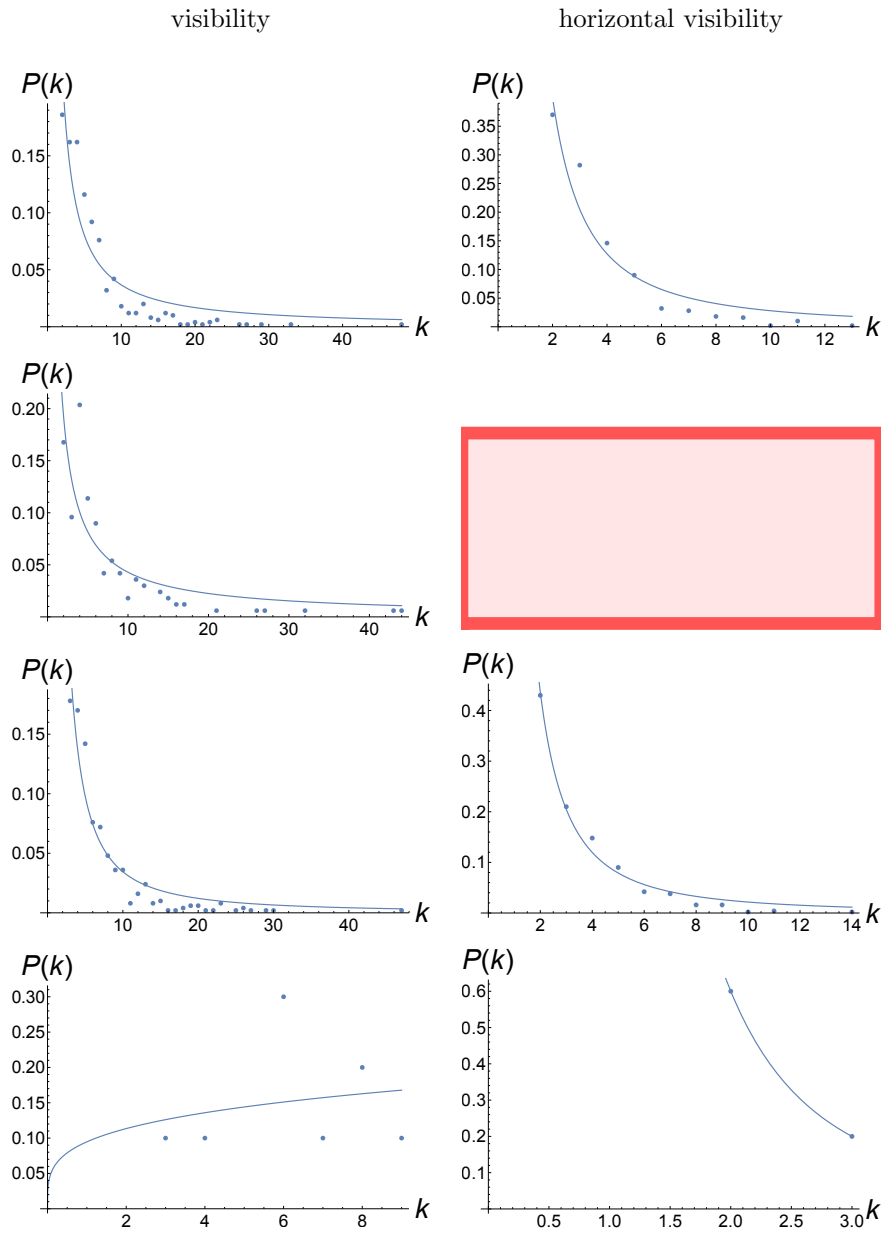 visibility
horizontal visibility
P(k)
0.15
0.10
0.05
10 20 30 40 k
P(k)
0.35
0.30
0.25
0.20
0.15
0.10
0.05
2 4 6 8 10 12 k
P(k)
0.20
0.15
0.10
0.05
10 20 30 40 k
P(k)
0.15
0.10
0.05
10 20 30 40 k
P(k)
0.4
0.3
0.2
0.1
2 4 6 8 10 12 14 k
P(k)
0.30
0.25
0.20
0.15
0.10
0.05
2 4 6 8 k
P(k)
0.6
0.5
0.4
0.3
0.2
0.1
0.5 1.0 1.5 2.0 2.5 3.0 k